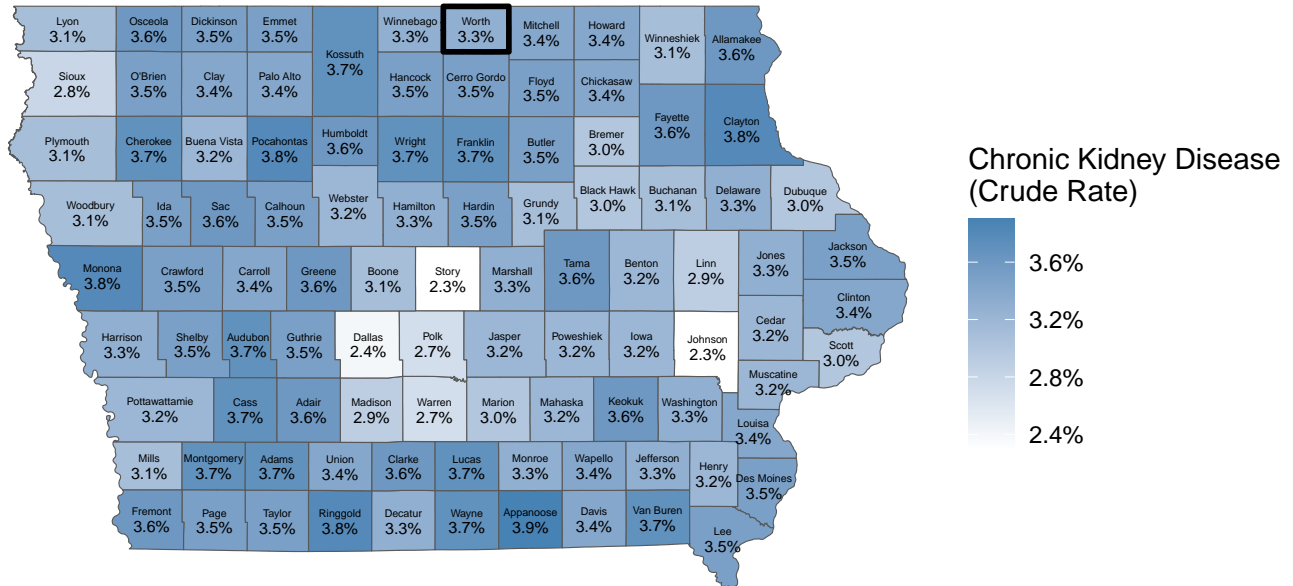 Lyon
3.1%
Osceola
3.6%
Dickinson
3.5%
Emmet
3.5%
Kossuth
3.7%
Winnebago
3.3%
Worth
3.3%
Mitchell
3.4%
Howard
3.4%
Winneshiek
3.1%
Allamakee
3.6%
Sioux
2.8%
O'Brien
3.5%
Clay
3.4%
Palo Alto
3.4%
Hancock
3.5%
Cerro Gordo
3.5%
Floyd
3.5%
Chickasaw
3.4%
Fayette
3.6%
Clayton
3.8%
Plymouth
3.1%
Cherokee
3.7%
Buena Vista
3.2%
Pocahontas
3.8%
Humboldt
3.6%
Wright
3.7%
Franklin
3.7%
Butler
3.5%
Bremer
3.0%
Woodbury
3.1%
Ida
3.5%
Sac
3.6%
Calhoun
3.5%
Webster
3.2%
Hamilton
3.3%
Hardin
3.5%
Grundy
3.1%
Black Hawk
3.0%
Buchanan
3.1%
Delaware
3.3%
Dubuque
3.0%
Monona
3.8%
Crawford
3.5%
Carroll
3.4%
Greene
3.6%
Boone
3.1%
Story
2.3%
Marshall
3.3%
Tama
3.6%
Benton
3.2%
Linn
2.9%
Jones
3.3%
Jackson
3.5%
Clinton
3.4%
Harrison
3.3%
Shelby
3.5%
Audubon
3.7%
Guthrie
3.5%
Dallas
2.4%
Polk
2.7%
Jasper
3.2%
Poweshiek
3.2%
Iowa
3.2%
Johnson
2.3%
Cedar
3.2%
Scott
3.0%
Muscatine
3.2%
Pottawattamie
3.2%
Cass
3.7%
Adair
3.6%
Madison
2.9%
Warren
2.7%
Marion
3.0%
Mahaska
3.2%
Keokuk
3.6%
Washington
3.3%
Louisa
3.4%
Mills
3.1%
Montgomery
3.7%
Adams
3.7%
Union
3.4%
Clarke
3.6%
Lucas
3.7%
Monroe
3.3%
Wapello
3.4%
Jefferson
3.3%
Henry
3.2%
Des Moines
3.5%
Fremont
3.6%
Page
3.5%
Taylor
3.5%
Ringgold
3.8%
Decatur
3.3%
Wayne
3.7%
Appanoose
3.9%
Davis
3.4%
Van Buren
3.7%
Lee
3.5%
Chronic Kidney Disease
(Crude Rate)
3.6%
3.2%
2.8%
2.4%